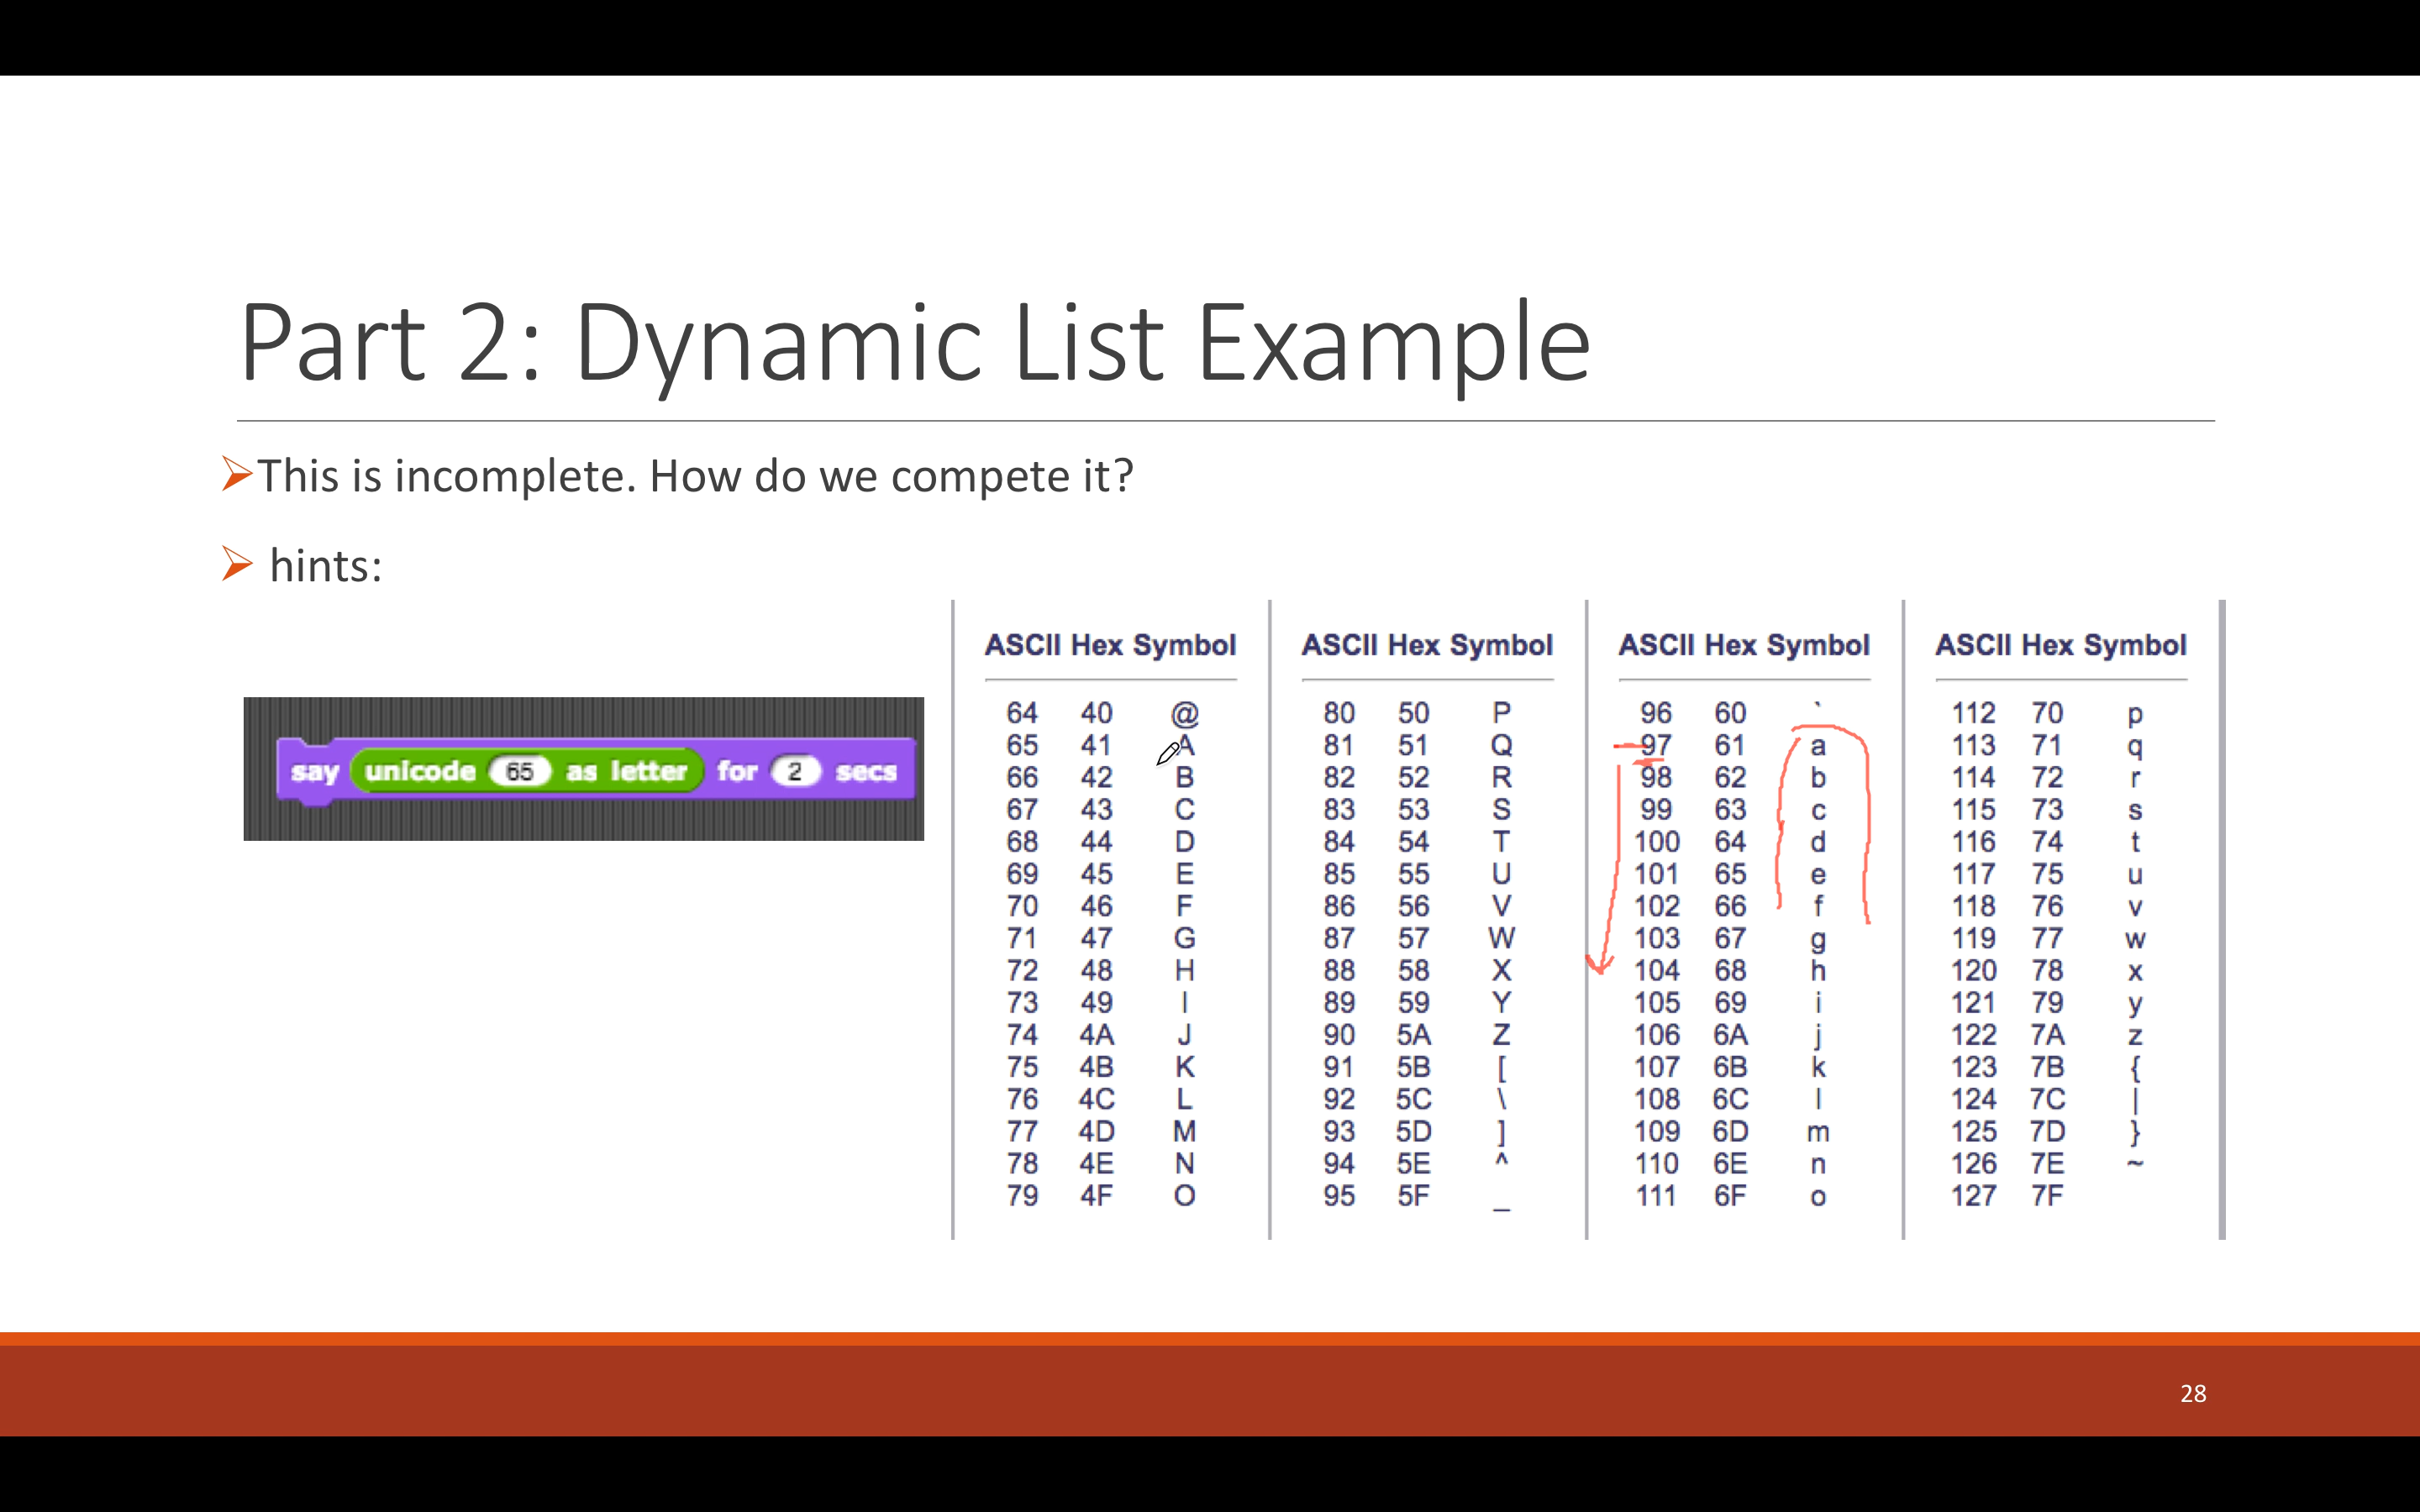 Part 2: Dynamic List Example
This is incomplete. How do we compete it?
hints:
say unicode 65 as letter for 2 secs
ASCII Hex Symbol
64 40 @
65 41 A
66 42 B
67 43 C
68 44 D
69 45 E
70 46 F
71 47 G
72 48 H
73 49 I
74 4A J
75 4B K
76 4C L
77 4D M
78 4E N
79 4F O
ASCII Hex Symbol
80 50 P
81 51 Q
82 52 R
83 53 S
84 54 T
85 55 U
86 56 V
87 57 W
88 58 X
89 59 Y
90 5A Z
91 5B [
92 5C \
93 5D ]
94 5E ^
95 5F _
ASCII Hex Symbol
96 60 `
97 61 a
98 62 b
99 63 c
100 64 d
101 65 e
102 66 f
103 67 g
104 68 h
105 69 i
106 6A j
107 6B k
108 6C l
109 6D m
110 6E n
111 6F o
ASCII Hex Symbol
112 70 p
113 71 q
114 72 r
115 73 s
116 74 t
117 75 u
118 76 v
119 77 w
120 78 x
121 79 y
122 7A z
123 7B {
124 7C |
125 7D }
126 7E ~
127 7F
28